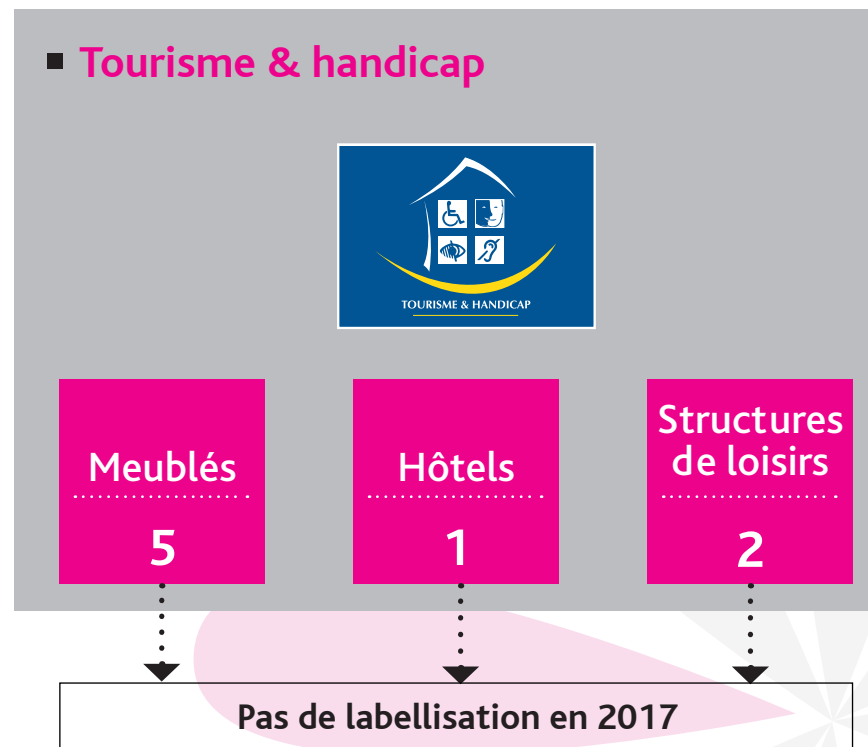 Tourisme & handicap
TOURISME & HANDICAP
Meublés
5
Hôtels
1
Structures
de loisirs
2
Pas de labellisation en 2017